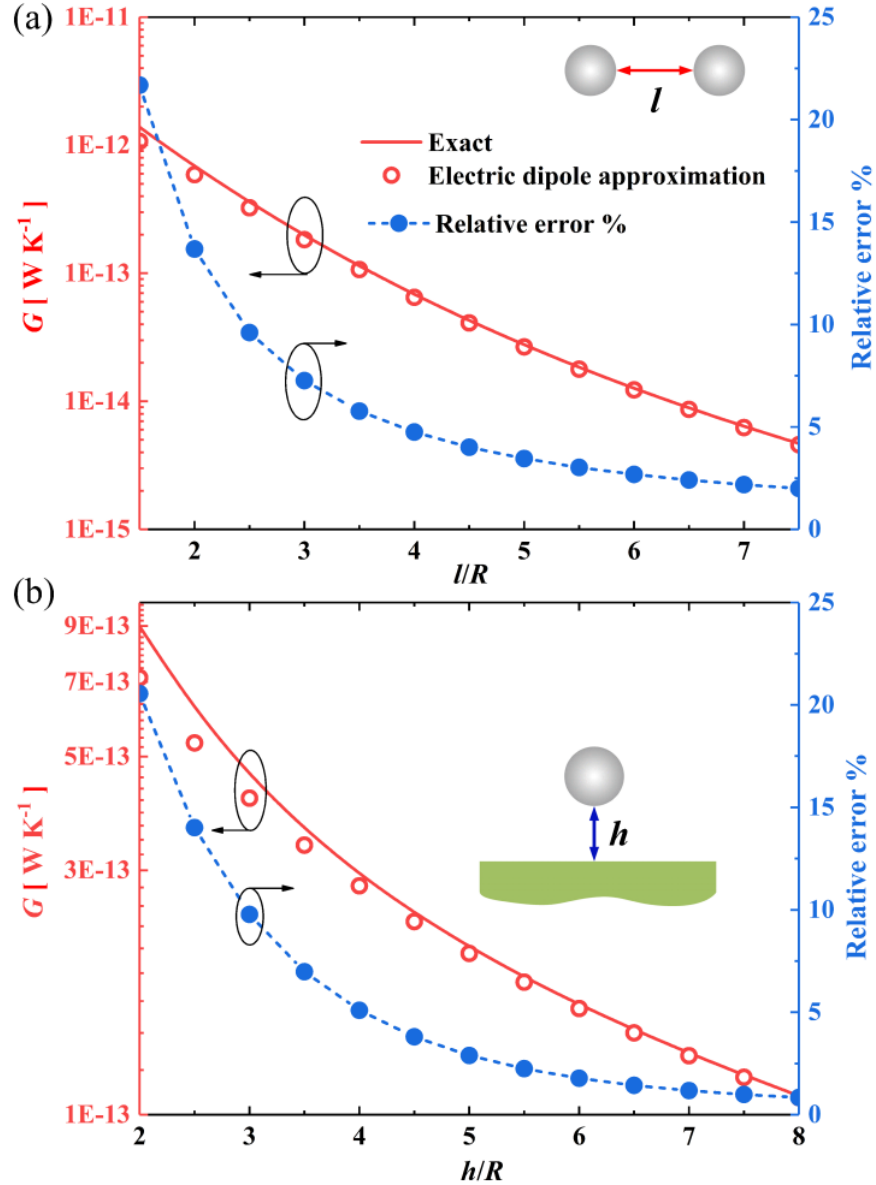 (a)
1E-11
1E-12
1E-13
1E-14
1E-15
G [ W K-1 ]
25
20
15
10
5
0
Relative error %
l
Exact
Electric dipole approximation
Relative error %
2 3 4 5 6 7
l/R
(b)
9E-13
7E-13
5E-13
3E-13
1E-13
G [ W K-1 ]
25
20
15
10
5
0
Relative error %
h
2 3 4 5 6 7 8
h/R